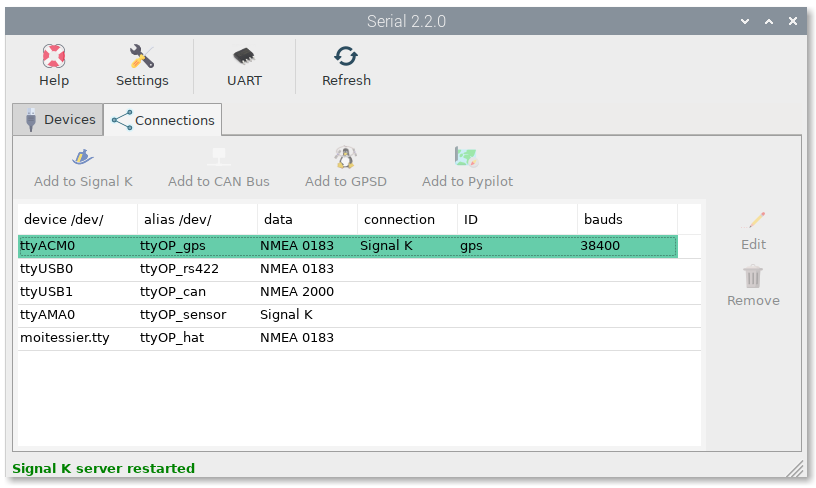 Serial 2.2.0
Help Settings UART Refresh
Devices Connections
Add to Signal K Add to CAN Bus Add to GPSD Add to Pypilot
device /dev/ alias /dev/ data connection ID bauds
ttyACM0 ttyOP_gps NMEA 0183 Signal K gps 38400
ttyUSB0 ttyOP_rs422 NMEA 0183
ttyUSB1 ttyOP_can NMEA 2000
ttyAMA0 ttyOP_sensor Signal K
moitessier.tty ttyOP_hat NMEA 0183
Edit
Remove
Signal K server restarted